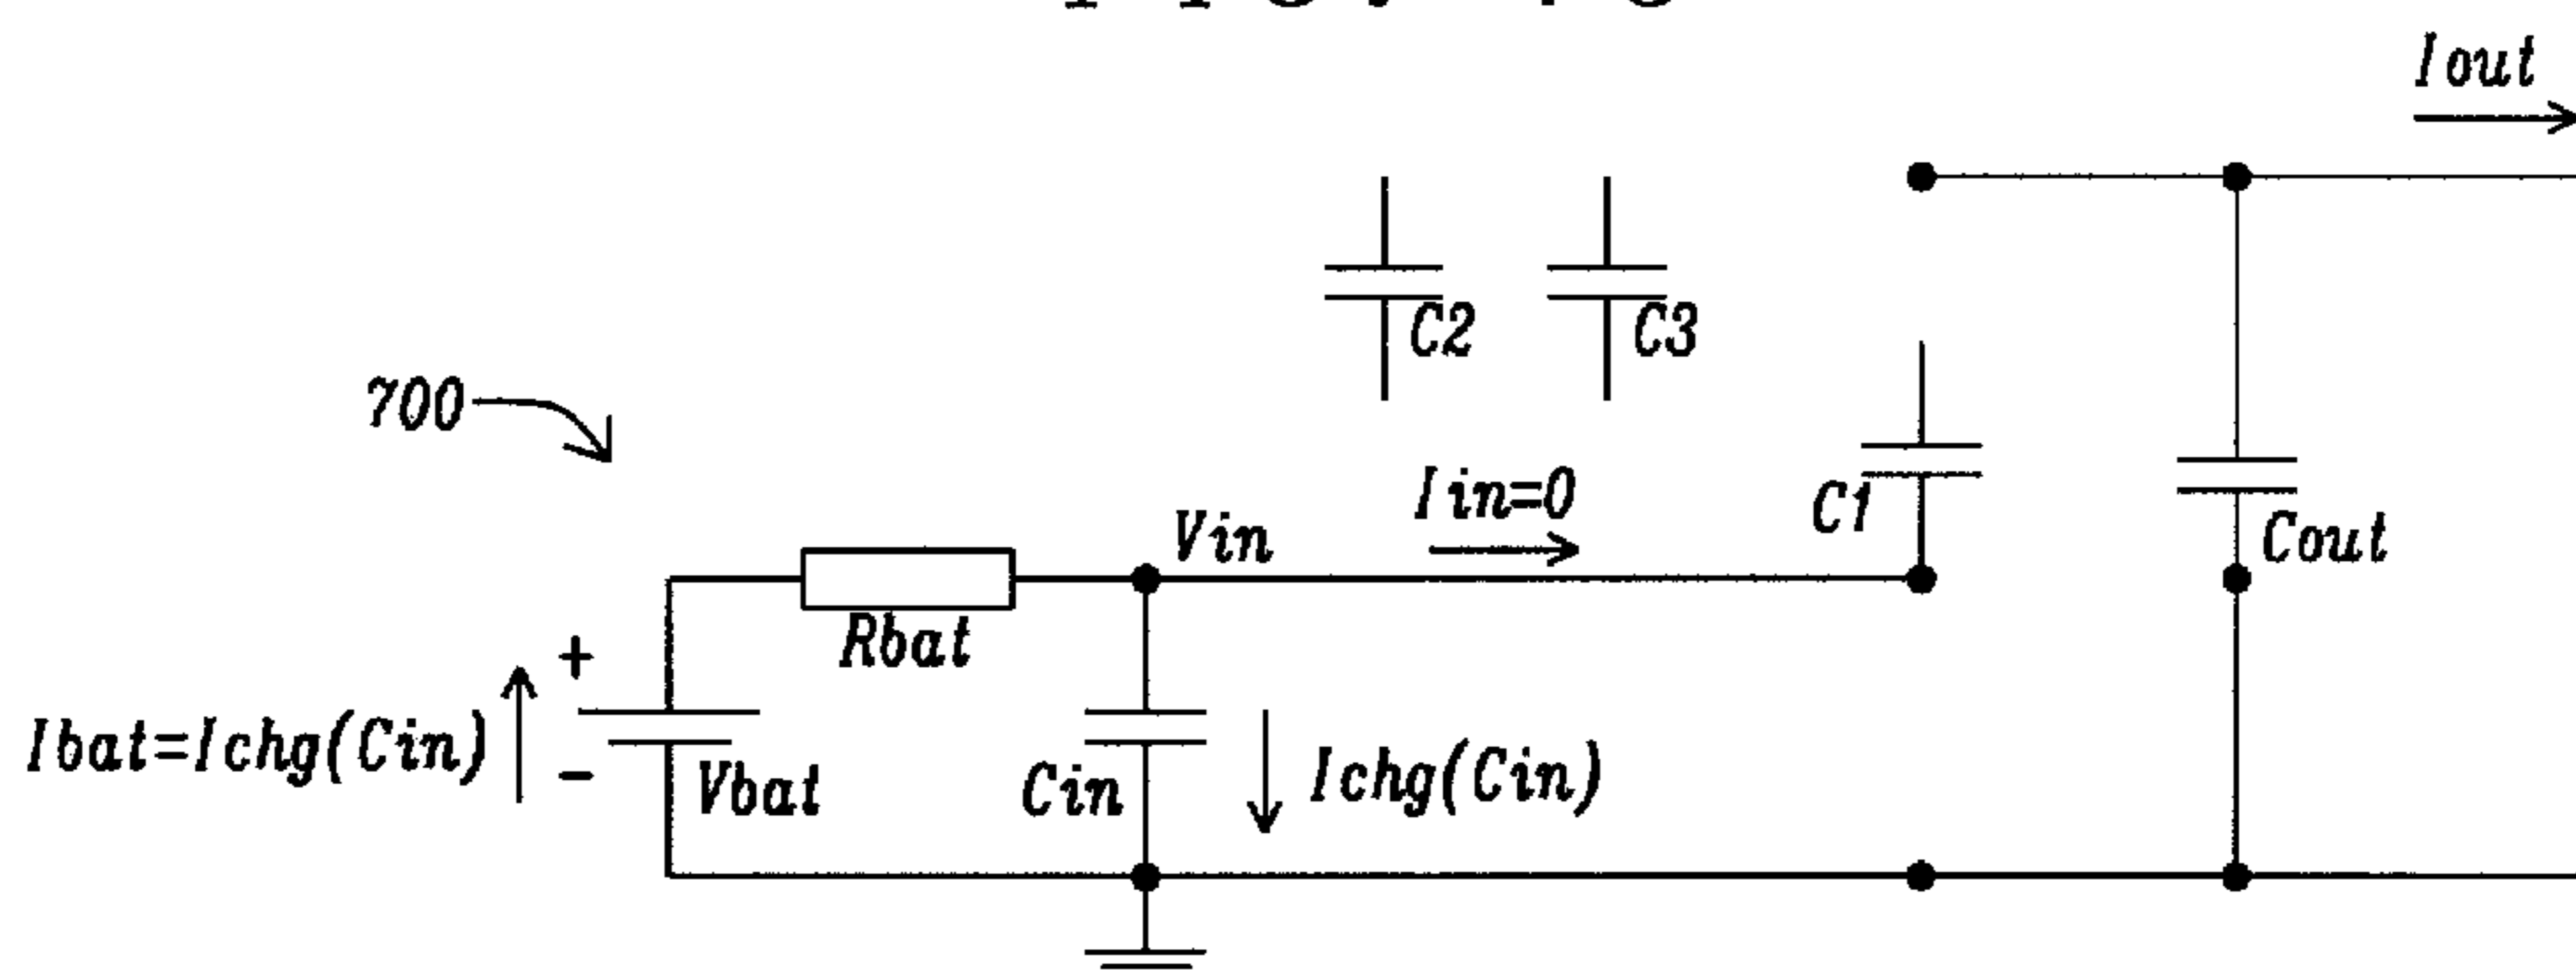 Iout
C2
C3
700
Iin=0
C1
Vin
Cout
Rbat
+
Ibat=Ichg(Cin)
-
Vbat
Cin
Ichg(Cin)